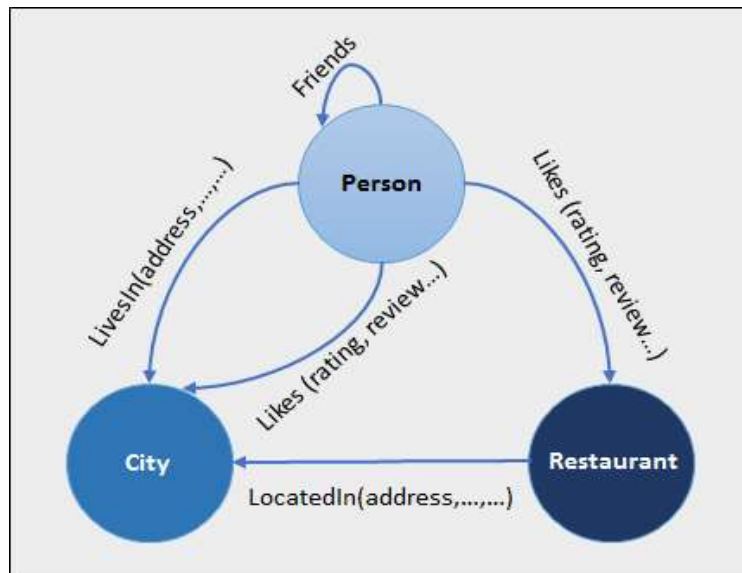 Friends
Person
LivesIn(address,...,...)
Likes (rating, review...)
Likes (rating, review...)
City
Restaurant
LocatedIn(address,...,...)